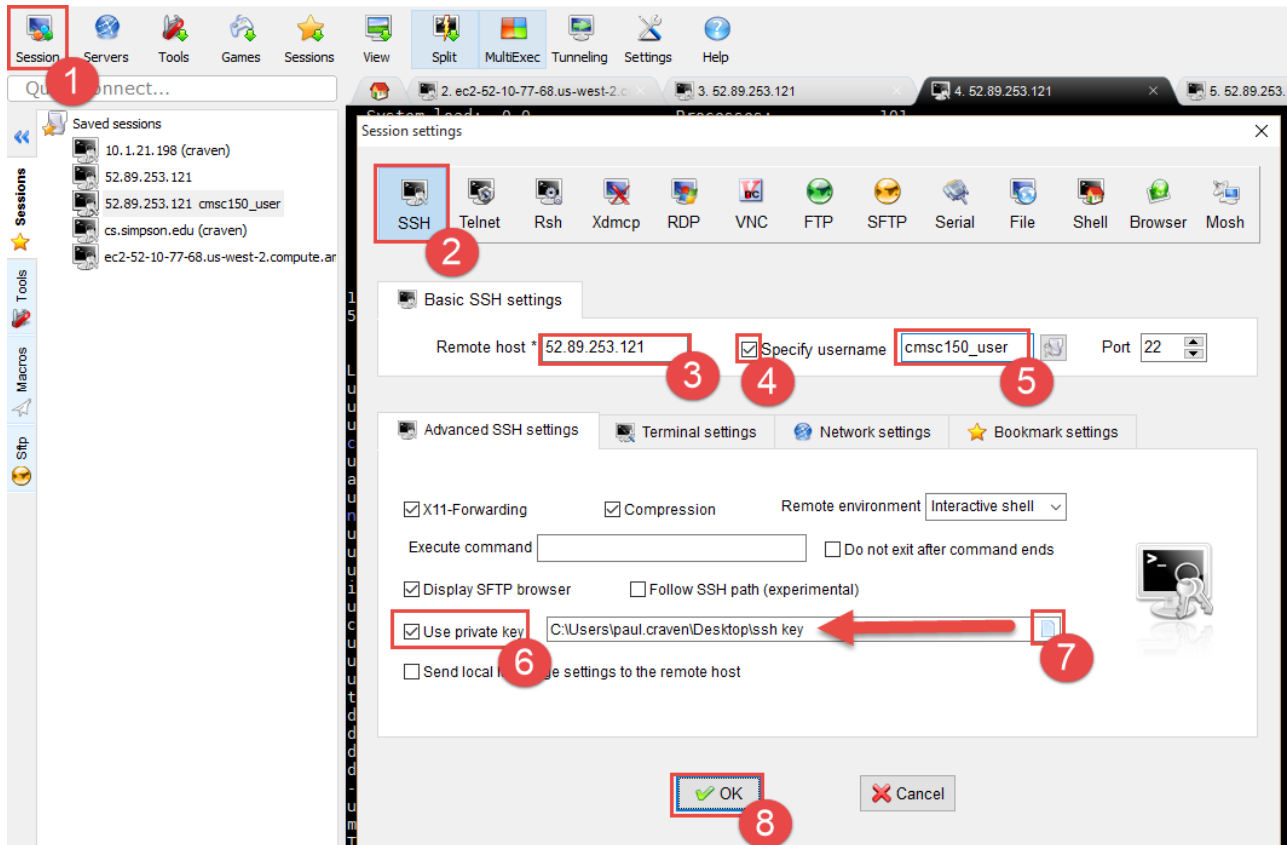 Session Servers Tools Games Sessions View Split MultiExec Tunneling Settings Help
1
Qu nnect...
2. ec2-52-10-77-68.us-west-2.c
3. 52.89.253.121
4. 52.89.253.121
5. 52.89.253.
Saved sessions
10.1.21.198 (craven)
52.89.253.121
52.89.253.121 cmsc150_user
cs.simpson.edu (craven)
ec2-52-10-77-68.us-west-2.compute.ar
Sessions
Tools
Macros
Sftp
System load: 0.0 Processes: 101
Session settings
SSH Telnet Rsh Xdmcp RDP VNC FTP SFTP Serial File Shell Browser Mosh
2
Basic SSH settings
Remote host * 52.89.253.121 Specify username cmsc150_user Port 22
3 4 5
Advanced SSH settings Terminal settings Network settings Bookmark settings
X11-Forwarding Compression Remote environment Interactive shell
Execute command Do not exit after command ends
Display SFTP browser Follow SSH path (experimental)
Use private key C:\Users\paul.craven\Desktop\ssh key
6 7
Send local settings to the remote host
OK Cancel
8